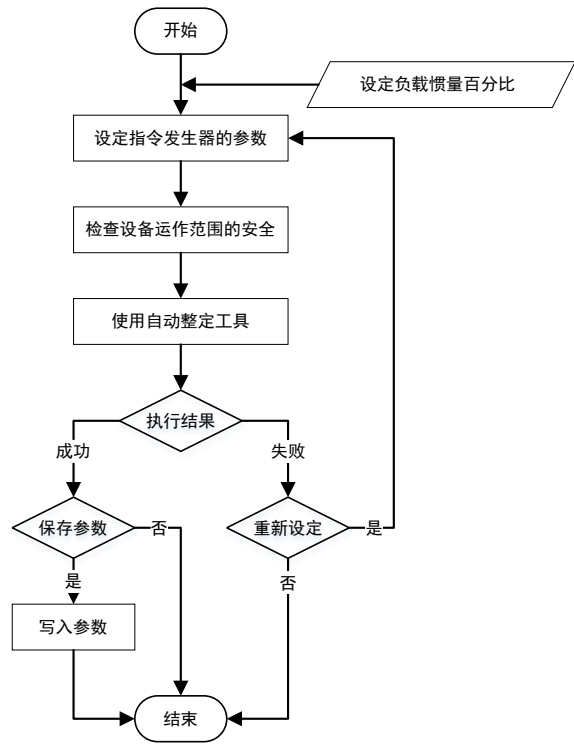 开始
设定负载惯量百分比
设定指令发生器的参数
检查设备运作范围的安全
使用自动整定工具
执行结果
成功
失败
保存参数
否
重新设定
是
是
否
写入参数
结束